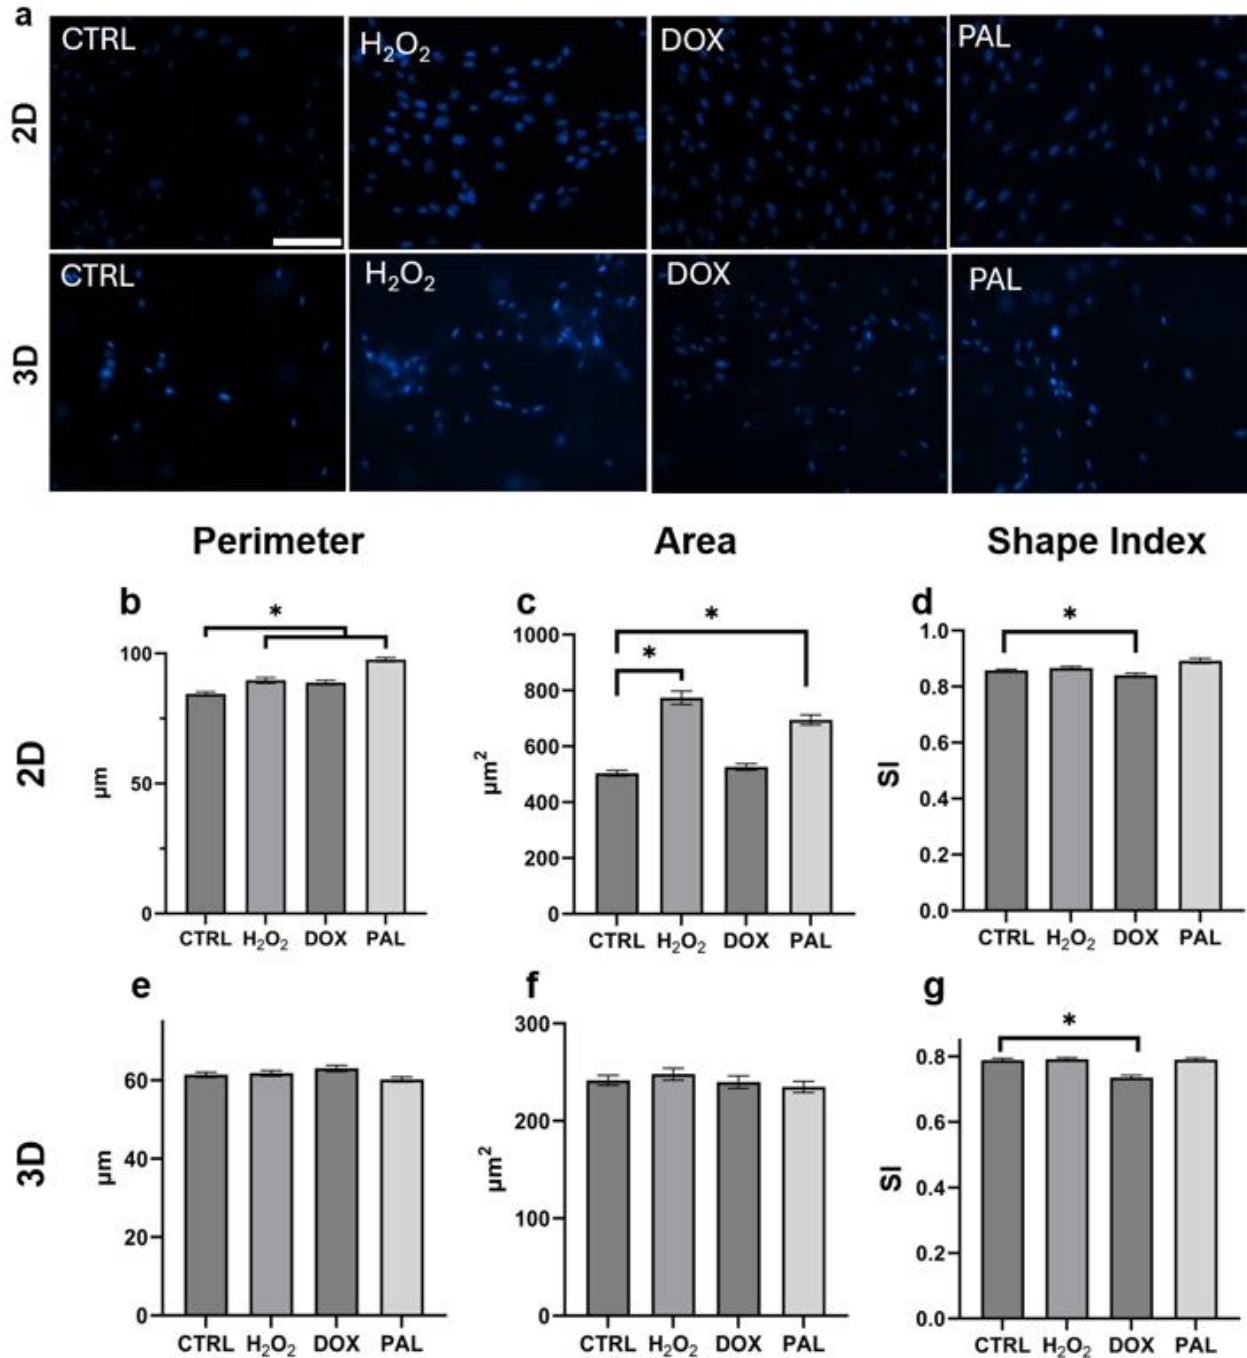 a
CTRL H₂O₂ DOX PAL
2D
CTRL H₂O₂ DOX PAL
3D
Perimeter Area Shape Index
b c d
2D
* 
100
50
0
µm
CTRL H₂O₂ DOX PAL
*
*
1000
800
600
400
200
0
µm²
CTRL H₂O₂ DOX PAL
*
1.0
0.8
0.6
0.4
0.2
0.0
SI
CTRL H₂O₂ DOX PAL
e f g
3D
60
40
20
0
µm
CTRL H₂O₂ DOX PAL
300
200
100
0
µm²
CTRL H₂O₂ DOX PAL
*
0.8
0.6
0.4
0.2
0.0
SI
CTRL H₂O₂ DOX PAL